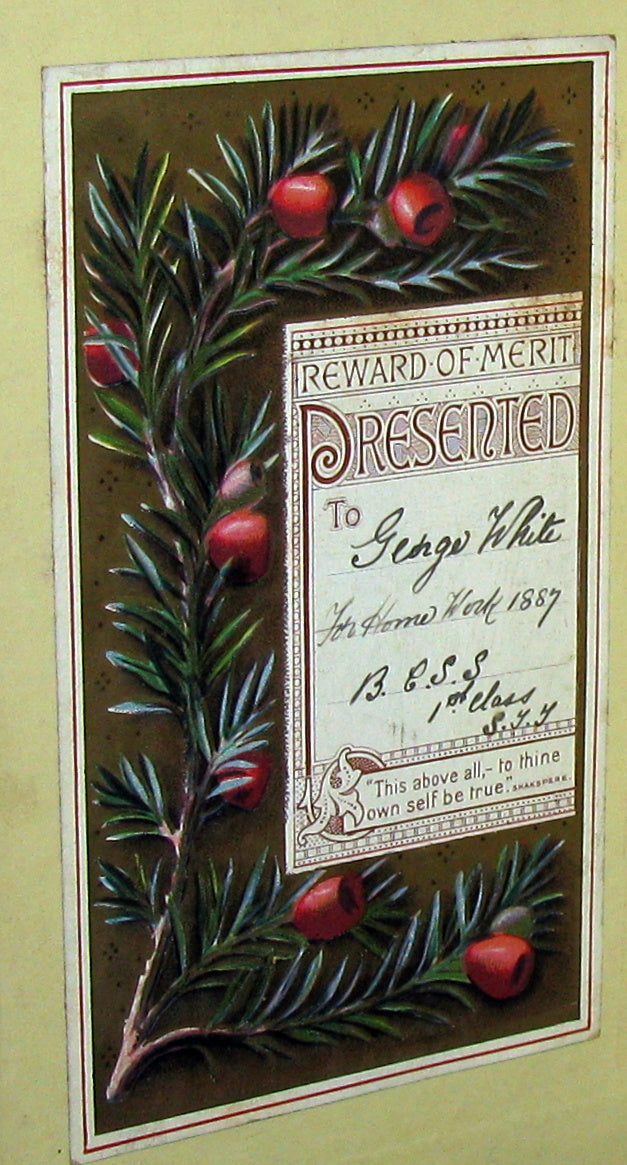 REWARD·OF·MERIT
PRESENTED
To
George White
For Home Work 1887
B. C. S. S
1st Class
"This above all,- to thine
own self be true." SHAKSPERE.